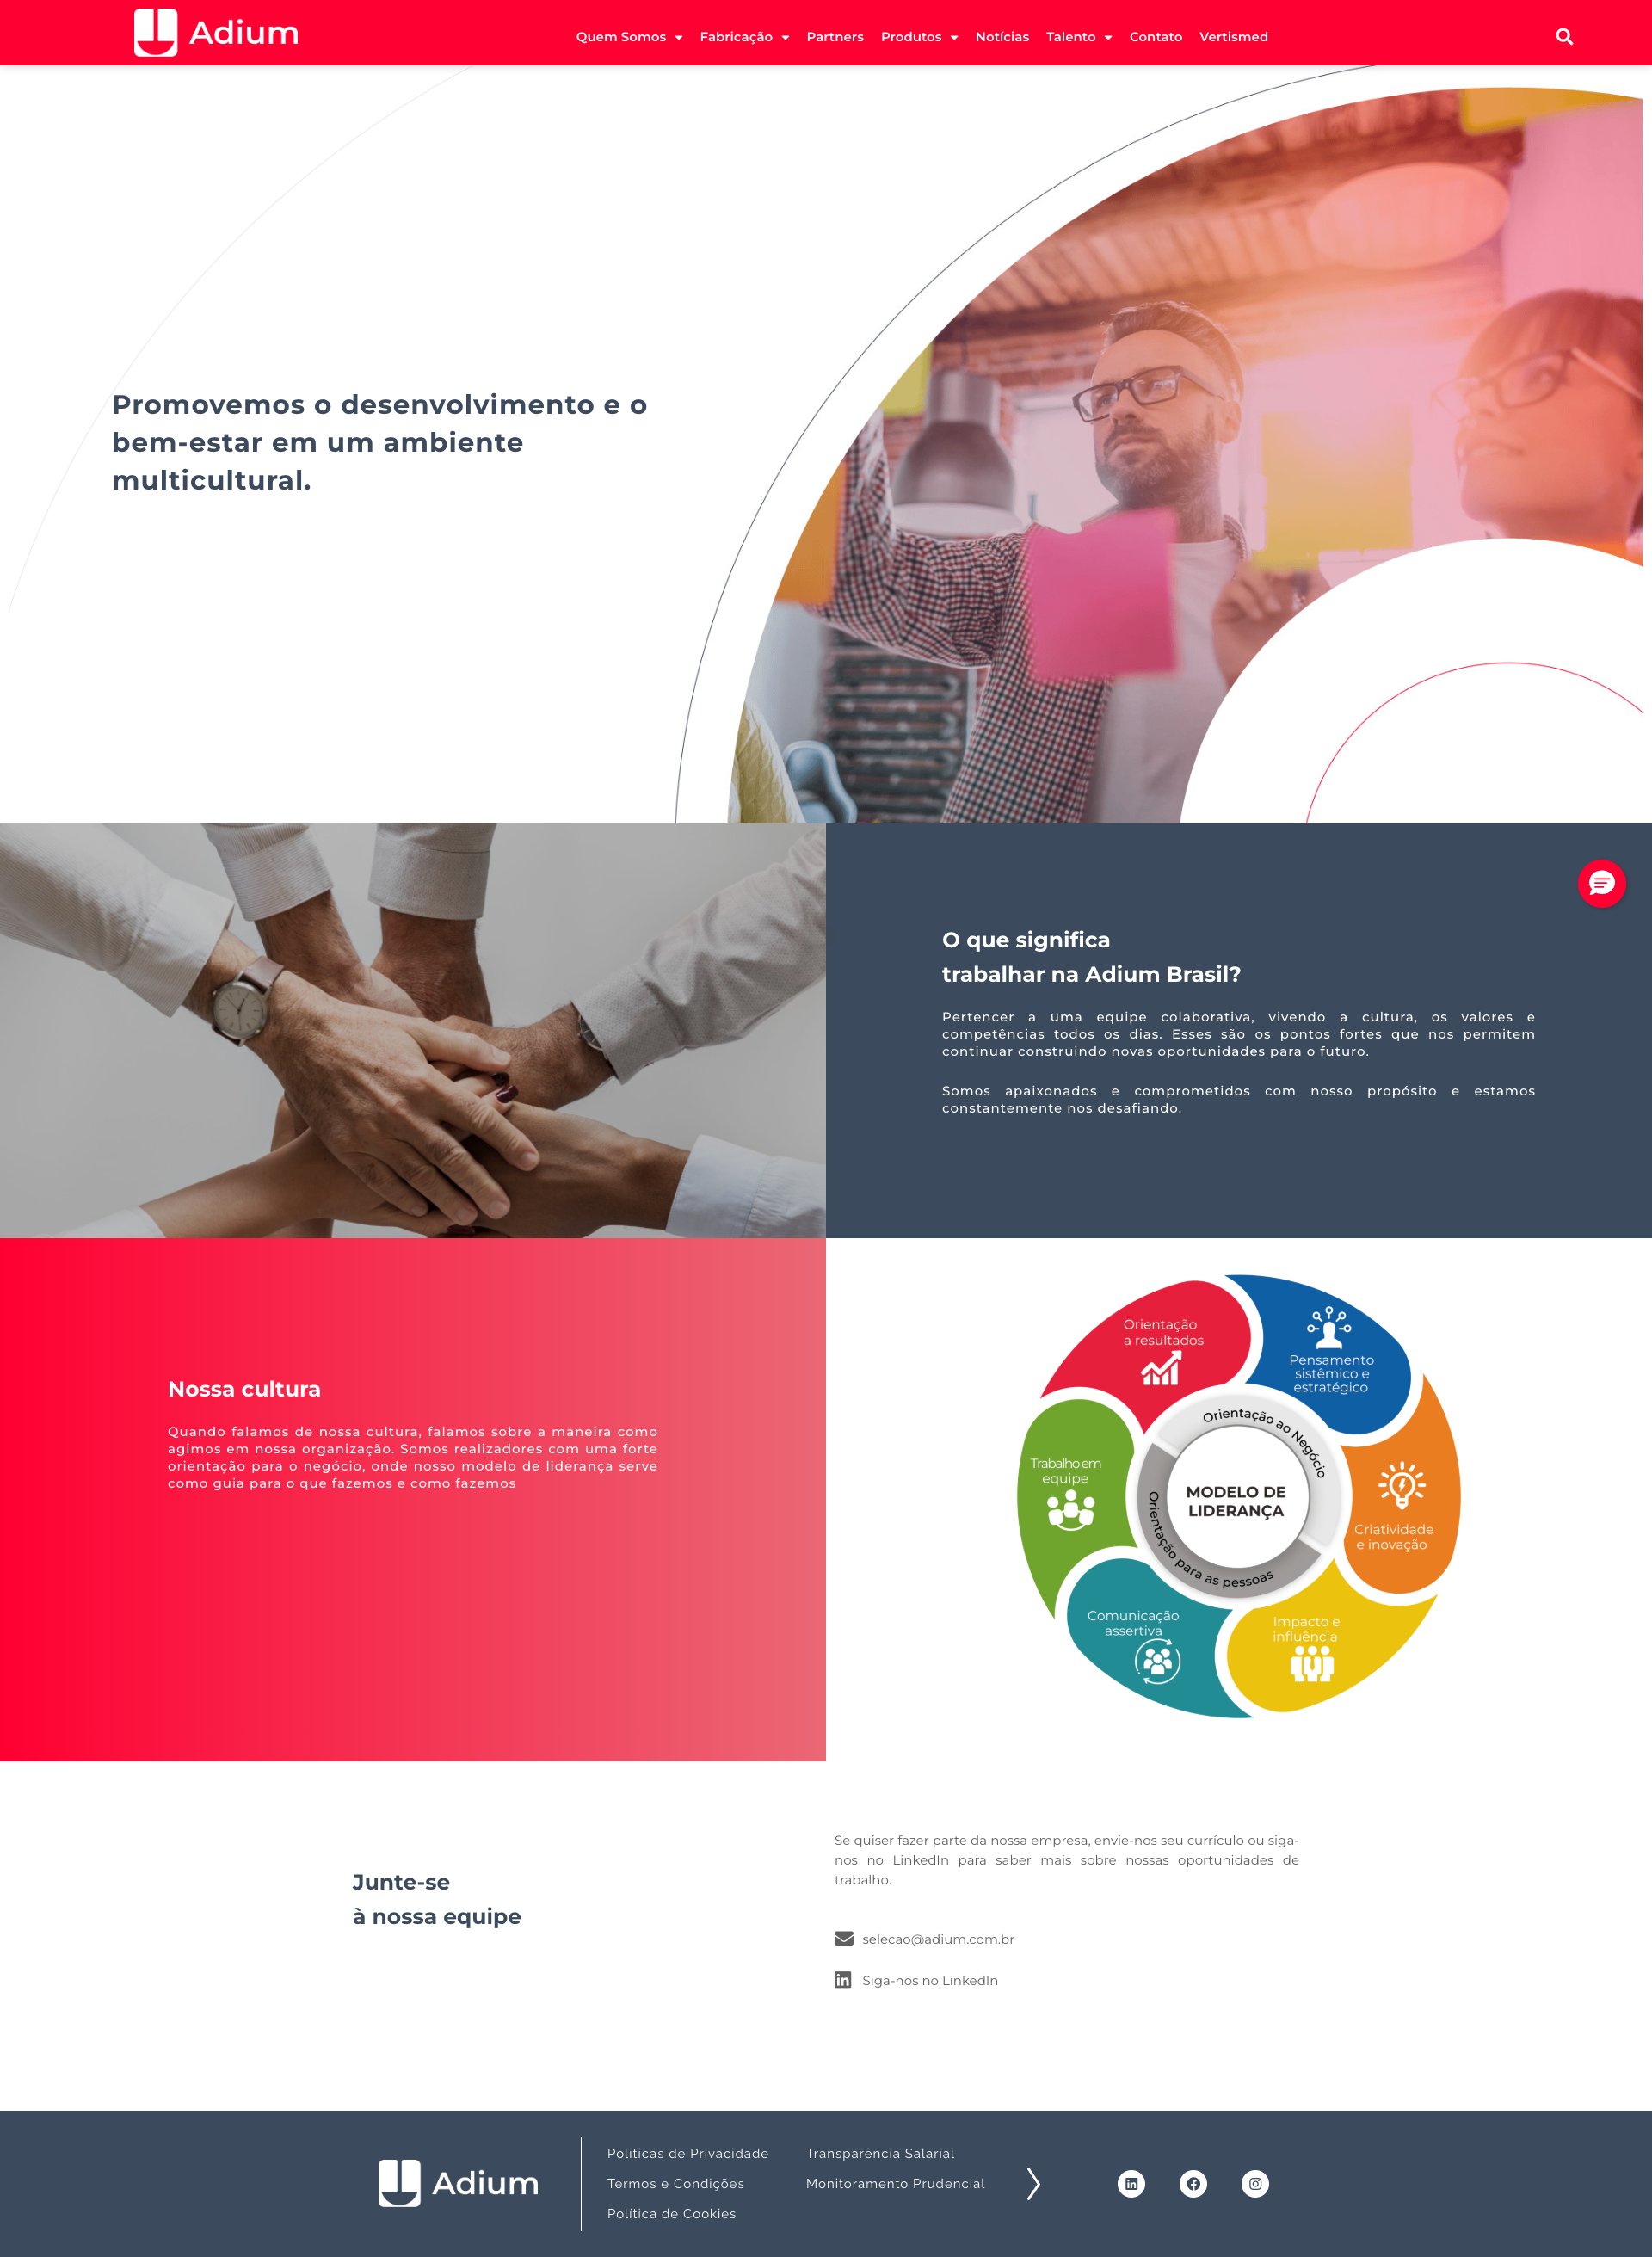 Adium
Quem Somos
Fabricação
Partners
Produtos
Notícias
Talento
Contato
Vertismed
Promovemos o desenvolvimento e o
bem-estar em um ambiente
multicultural.
O que significa
trabalhar na Adium Brasil?
Pertencer a uma equipe colaborativa, vivendo a cultura, os valores e
competências todos os dias. Esses são os pontos fortes que nos permitem
continuar construindo novas oportunidades para o futuro.
Somos apaixonados e comprometidos com nosso propósito e estamos
constantemente nos desafiando.
Nossa cultura
Quando falamos de nossa cultura, falamos sobre a maneira como
agimos em nossa organização. Somos realizadores com uma forte
orientação para o negócio, onde nosso modelo de liderança serve
como guia para o que fazemos e como fazemos
Orientação
a resultados
Pensamento
sistêmico e
estratégico
Orientação ao Negócio
Trabalho em
equipe
MODELO DE
LIDERANÇA
Criatividade
e inovação
Orientação para as pessoas
Comunicação
assertiva
Impacto e
influência
Junte-se
à nossa equipe
Se quiser fazer parte da nossa empresa, envie-nos seu currículo ou siga-
nos no LinkedIn para saber mais sobre nossas oportunidades de
trabalho.
selecao@adium.com.br
Siga-nos no LinkedIn
Adium
Políticas de Privacidade
Termos e Condições
Política de Cookies
Transparência Salarial
Monitoramento Prudencial